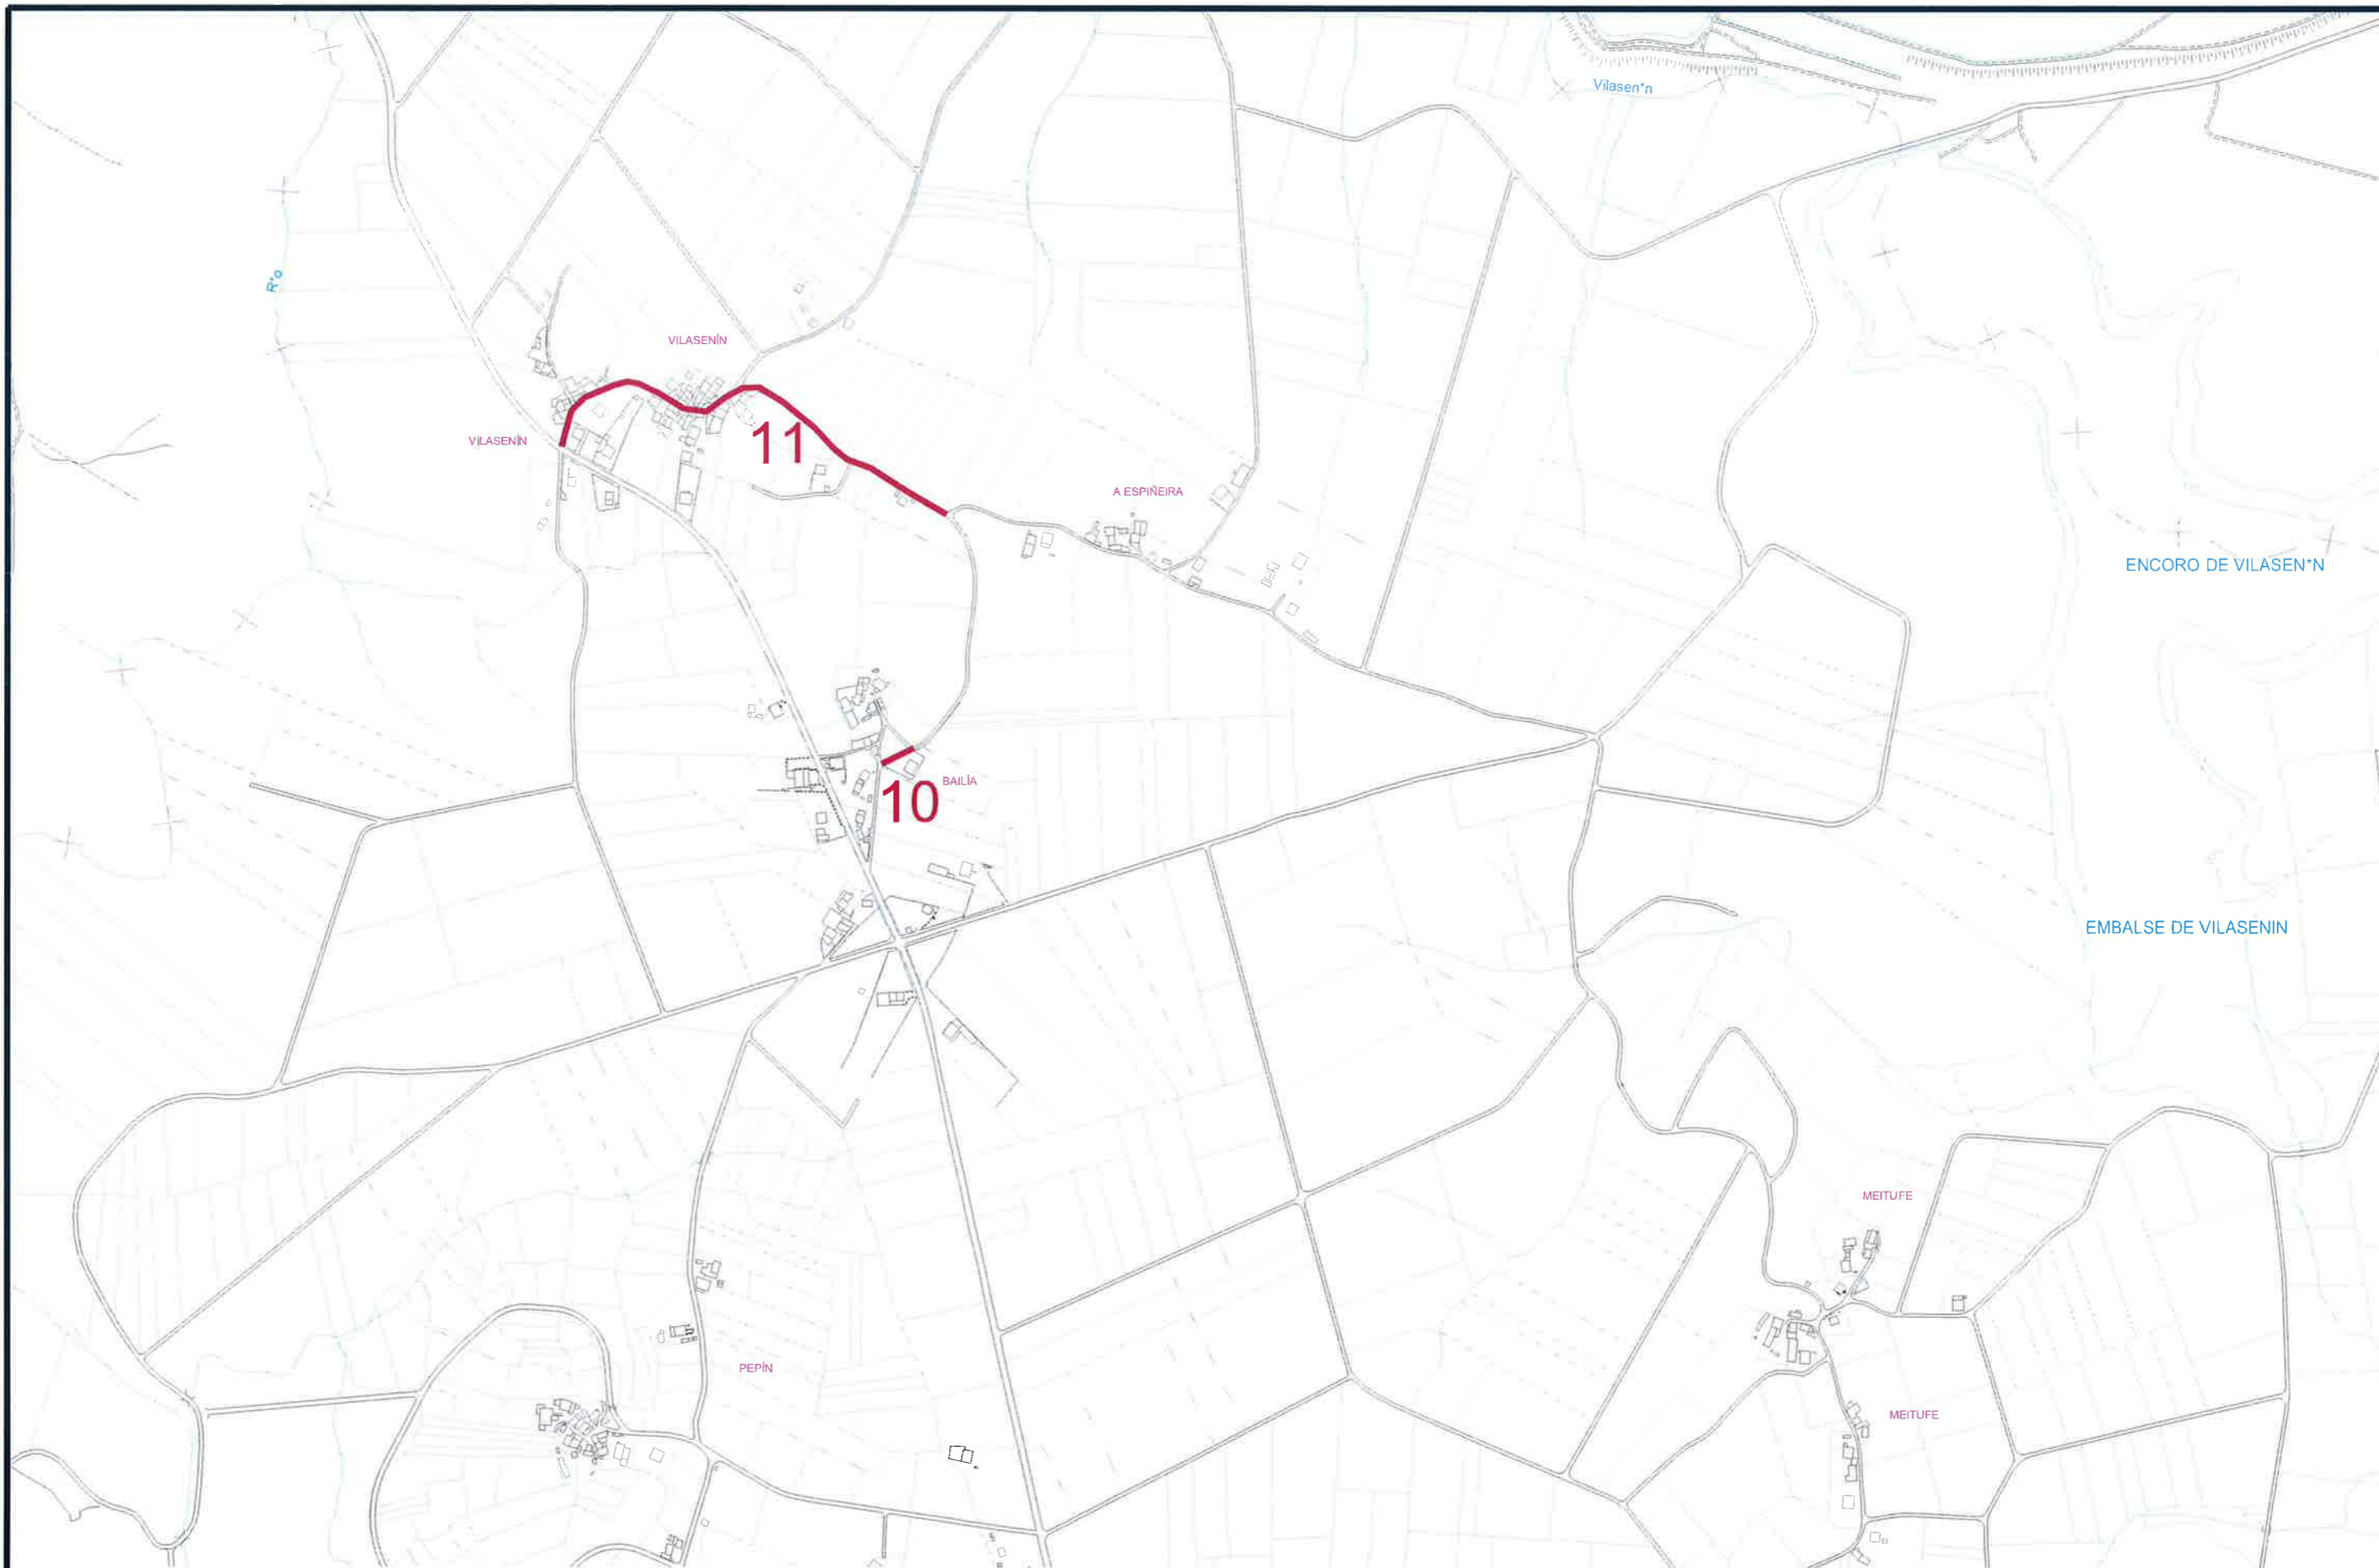 Vilasen*n
R*o
VILASENÍN
VILASENÍN
11
A ESPIÑEIRA
ENCORO DE VILASEN*N
BAILÍA
10
EMBALSE DE VILASENIN
MEITUFE
PEPÍN
MEITUFE